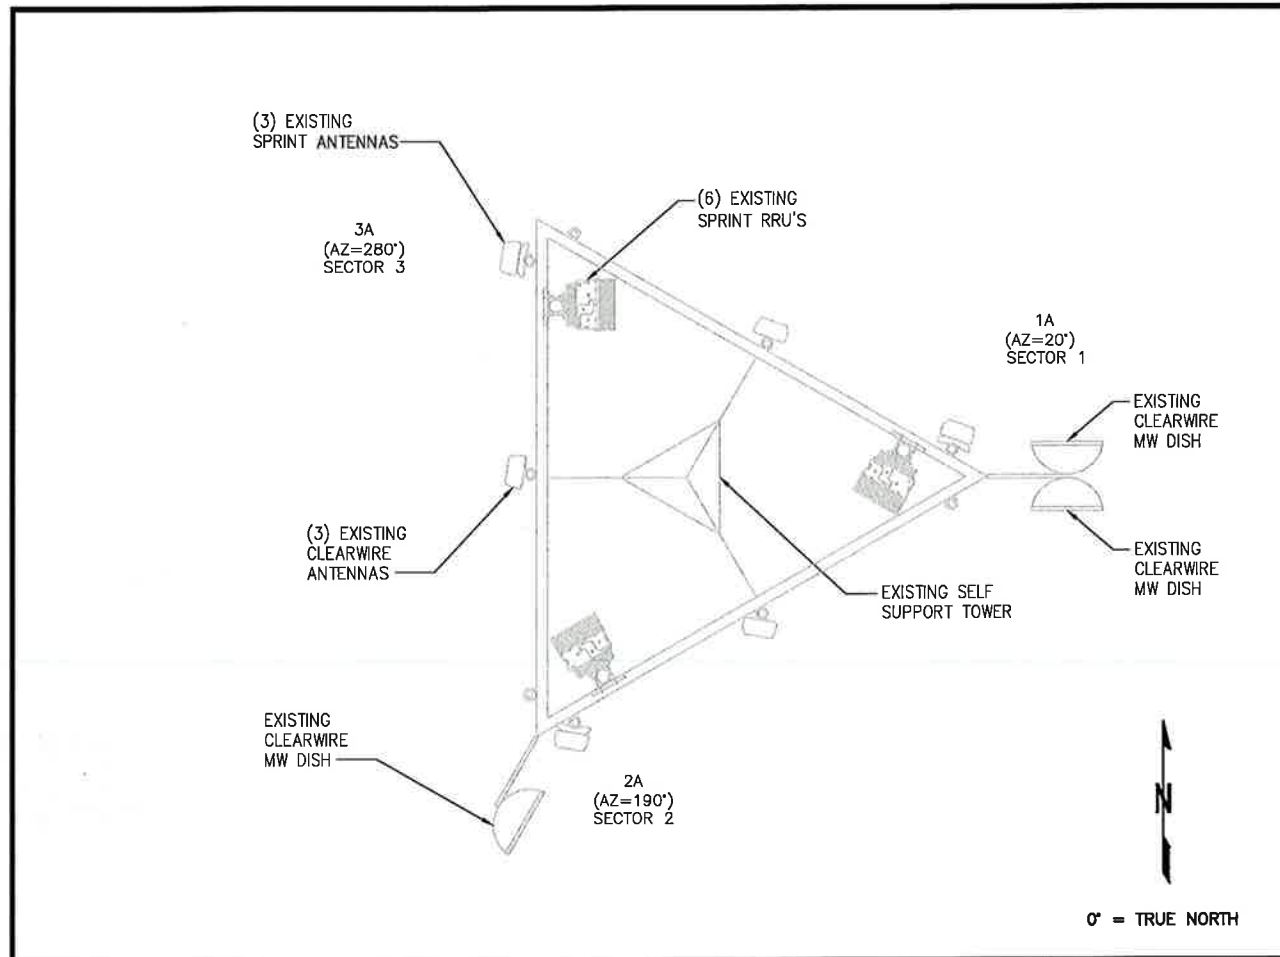 (3) EXISTING
SPRINT ANTENNAS
(6) EXISTING
SPRINT RRU'S
3A
(AZ=280°)
SECTOR 3
1A
(AZ=20°)
SECTOR 1
EXISTING
CLEARWIRE
MW DISH
(3) EXISTING
CLEARWIRE
ANTENNAS
EXISTING
CLEARWIRE
MW DISH
EXISTING SELF
SUPPORT TOWER
EXISTING
CLEARWIRE
MW DISH
2A
(AZ=190°)
SECTOR 2
N
0° = TRUE NORTH